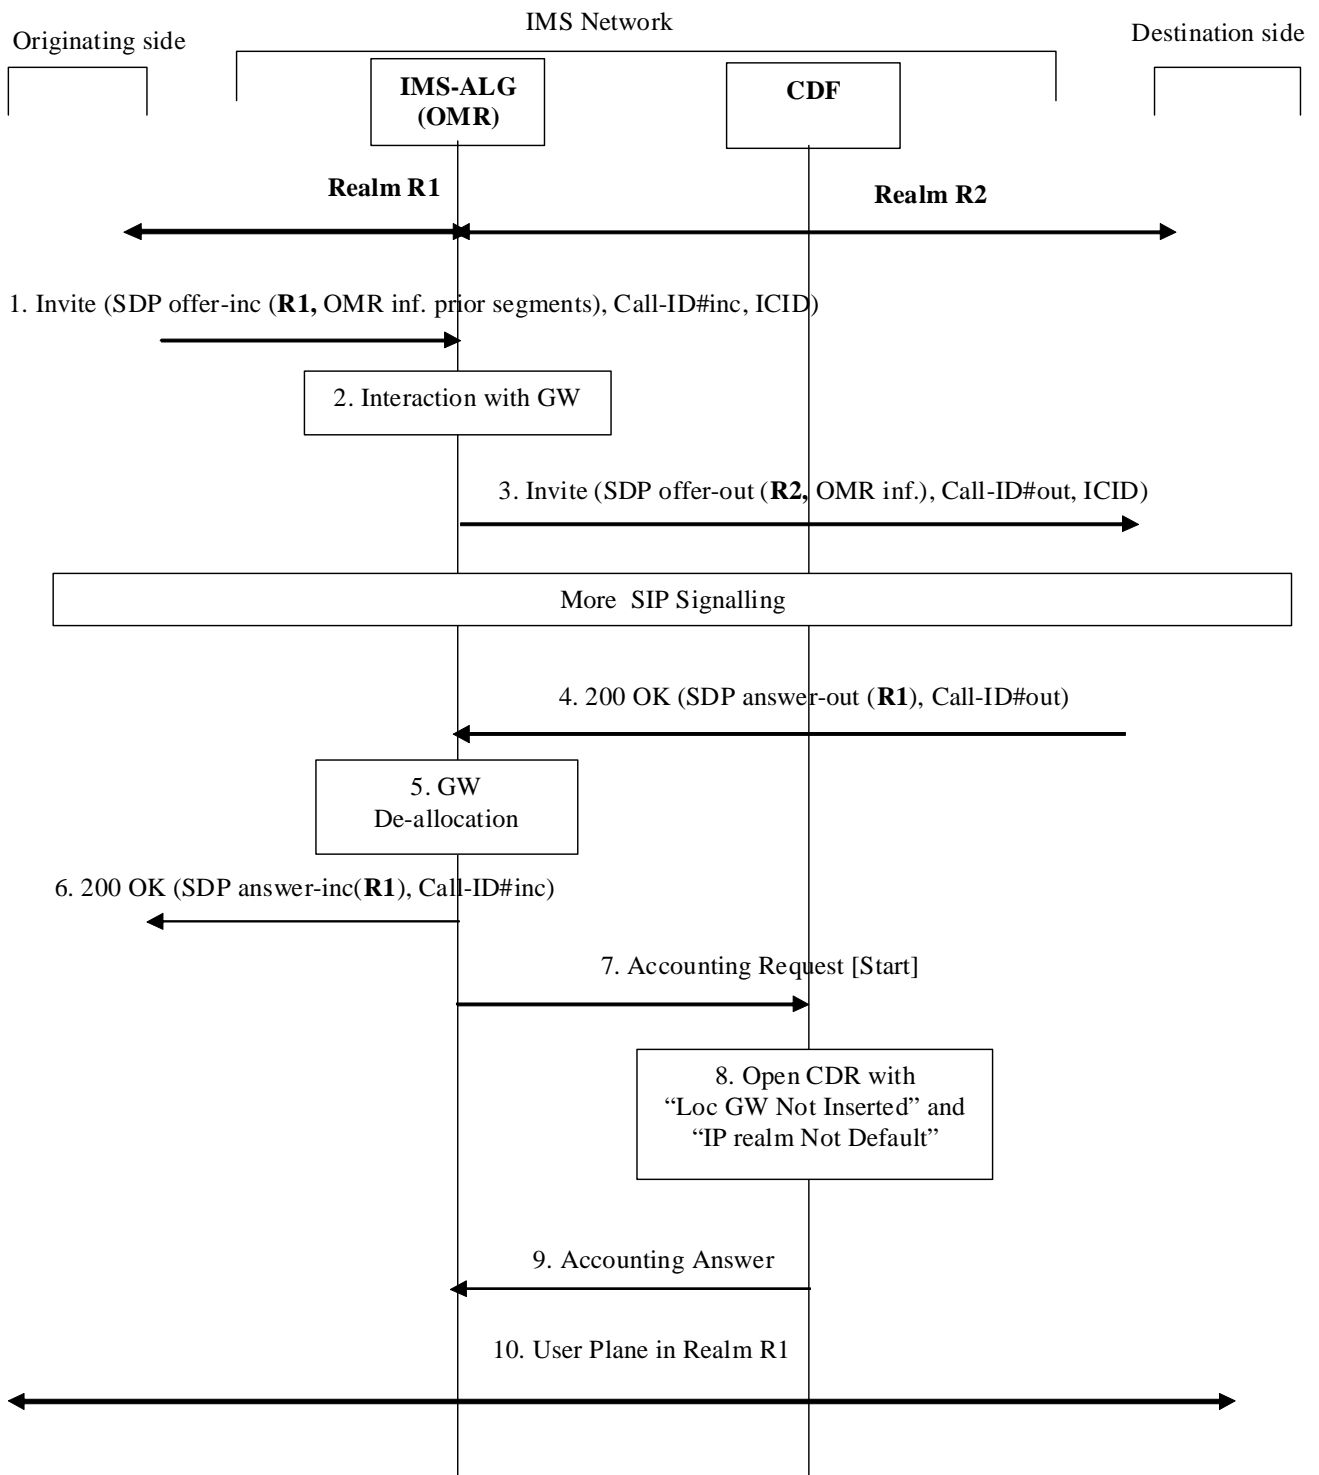 IMS Network
Originating side
Destination side
IMS-ALG
(OMR)
CDF
Realm R1
Realm R2
1. Invite (SDP offer-inc (R1, OMR inf. prior segments), Call-ID#inc, ICID)
2. Interaction with GW
3. Invite (SDP offer-out (R2, OMR inf.), Call-ID#out, ICID)
More SIP Signalling
4. 200 OK (SDP answer-out (R1), Call-ID#out)
5. GW
De-allocation
6. 200 OK (SDP answer-inc(R1), Call-ID#inc)
7. Accounting Request [Start]
8. Open CDR with
“Loc GW Not Inserted” and
“IP realm Not Default”
9. Accounting Answer
10. User Plane in Realm R1